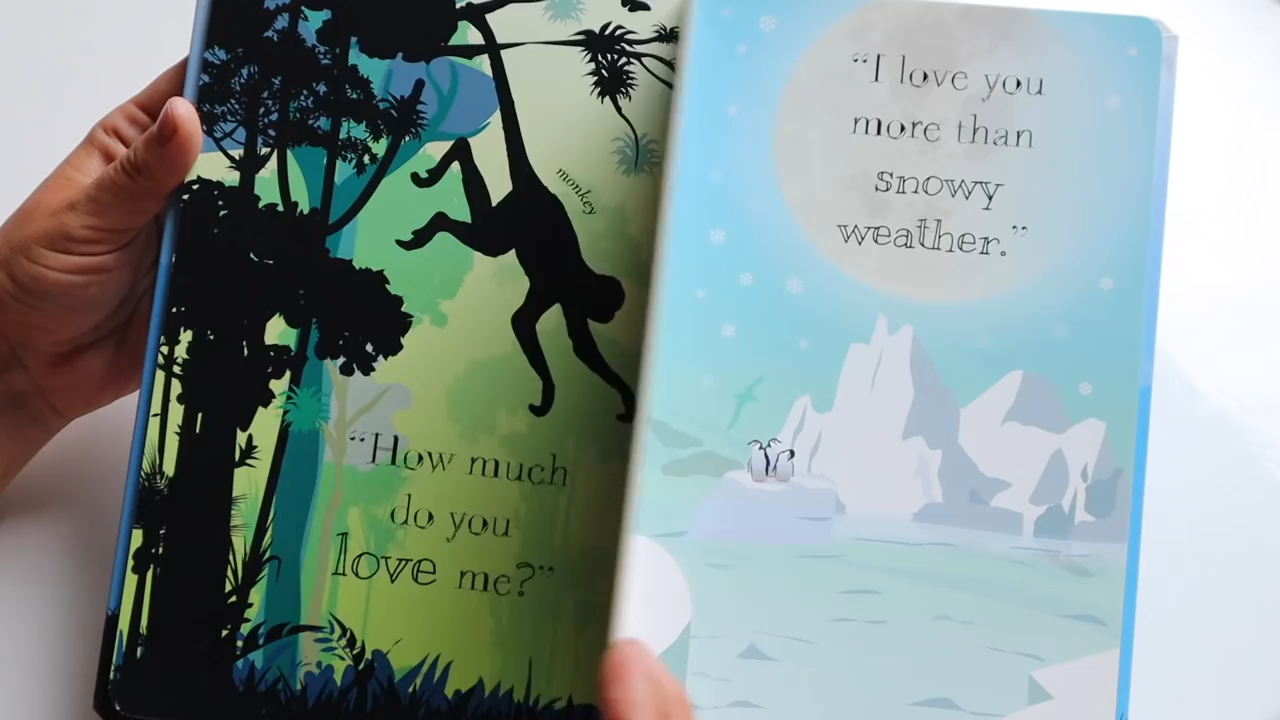 monkey
“How much
do you
love me?”
“I love you
more than
snowy
weather.”